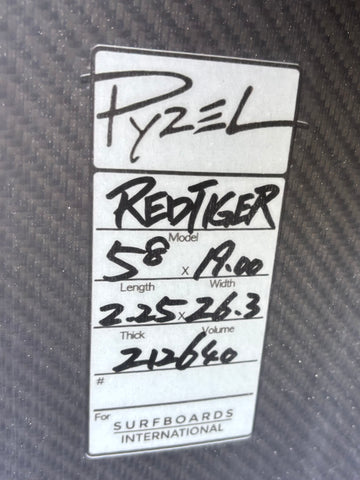 PYZEL
REDTIGER
Model
5 8 x 19.00
Length Width
2.25 x 26.3
Thick Volume
212640
#
For SURFBOARDS
INTERNATIONAL